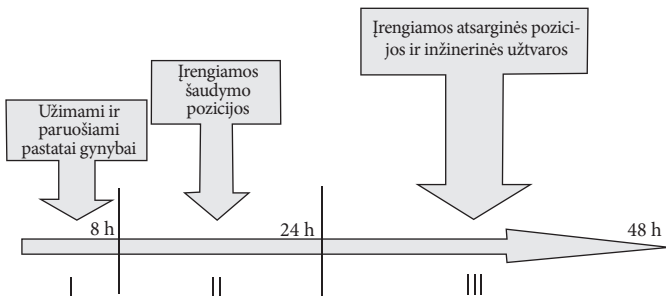 Įrengiamos atsarginės pozici-
jos ir inžinerinės užtvaros
Įrengiamos
šaudymo
pozicijos
Užimami ir
paruošiami
pastatai gynybai
8 h
24 h
48 h
I
II
III